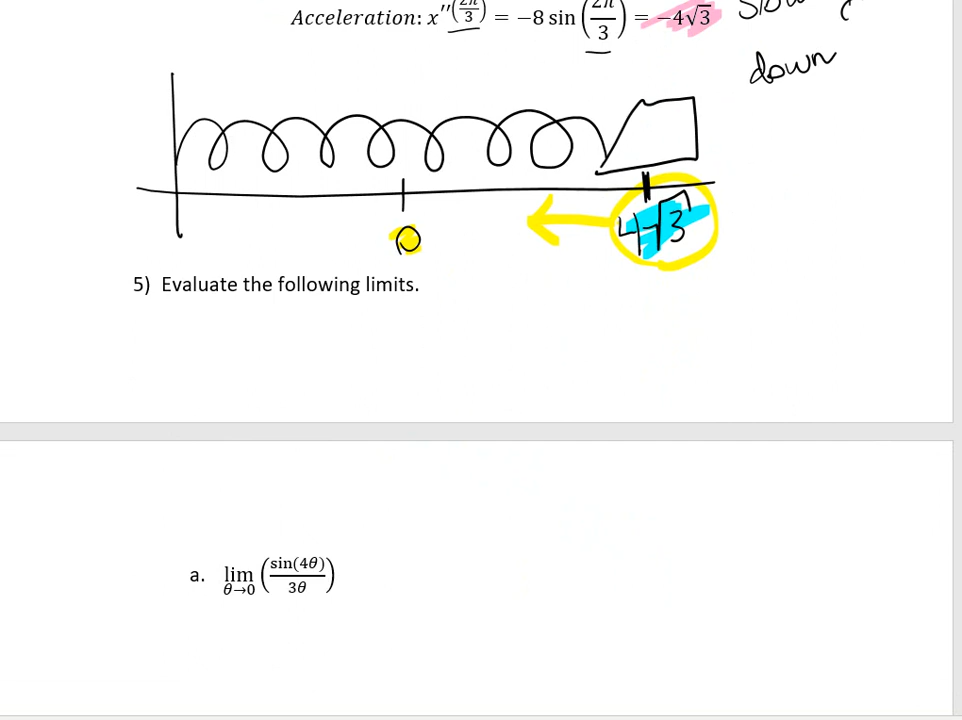 Acceleration: x''(2π/3) = −8 sin(2π/3) = −4√3
down
0
4√3
5) Evaluate the following limits.
a. lim θ→0 (sin(4θ)/3θ)